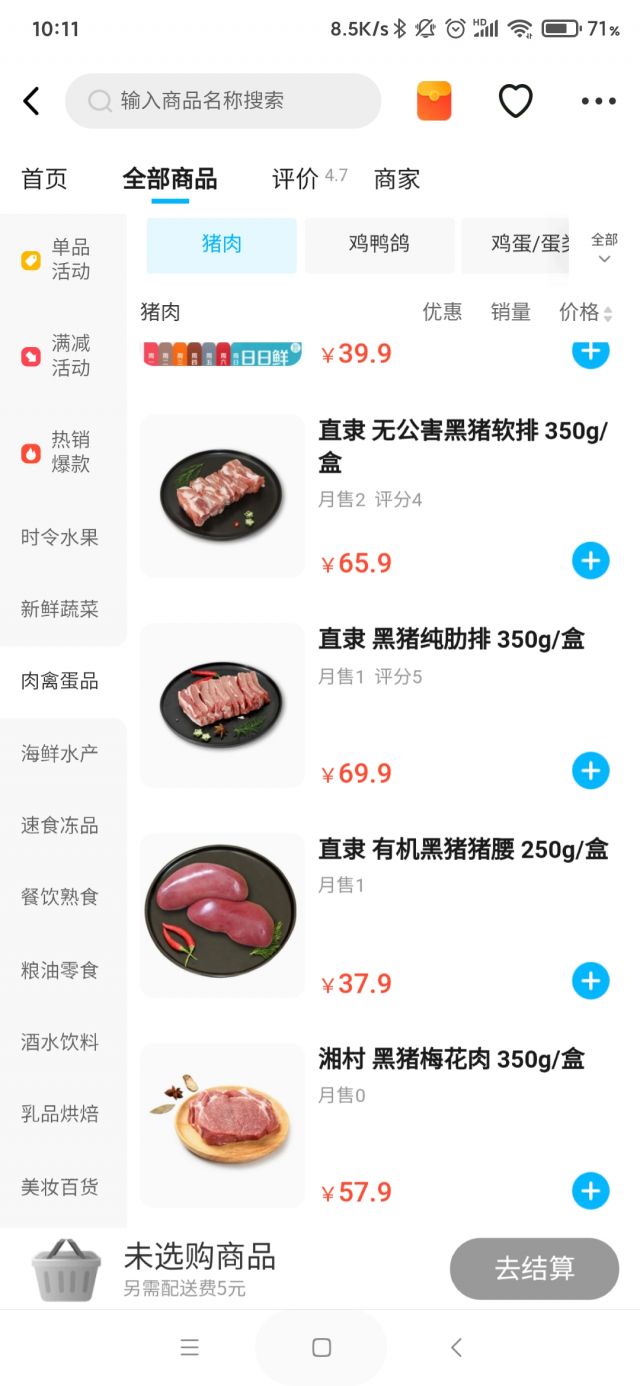 10:11
8.5K/s HD 71%
输入商品名称搜索
首页 全部商品 评价 4.7 商家
单品
活动
满减
活动
热销
爆款
时令水果
新鲜蔬菜
肉禽蛋品
海鲜水产
速食冻品
餐饮熟食
粮油零食
酒水饮料
乳品烘焙
美妆百货
猪肉 鸡鸭鸽 鸡蛋/蛋类 全部
猪肉 优惠 销量 价格
日日鲜
¥39.9
直隶 无公害黑猪软排 350g/
盒
月售2 评分4
¥65.9
直隶 黑猪纯肋排 350g/盒
月售1 评分5
¥69.9
直隶 有机黑猪猪腰 250g/盒
月售1
¥37.9
湘村 黑猪梅花肉 350g/盒
月售0
¥57.9
未选购商品
另需配送费5元
去结算